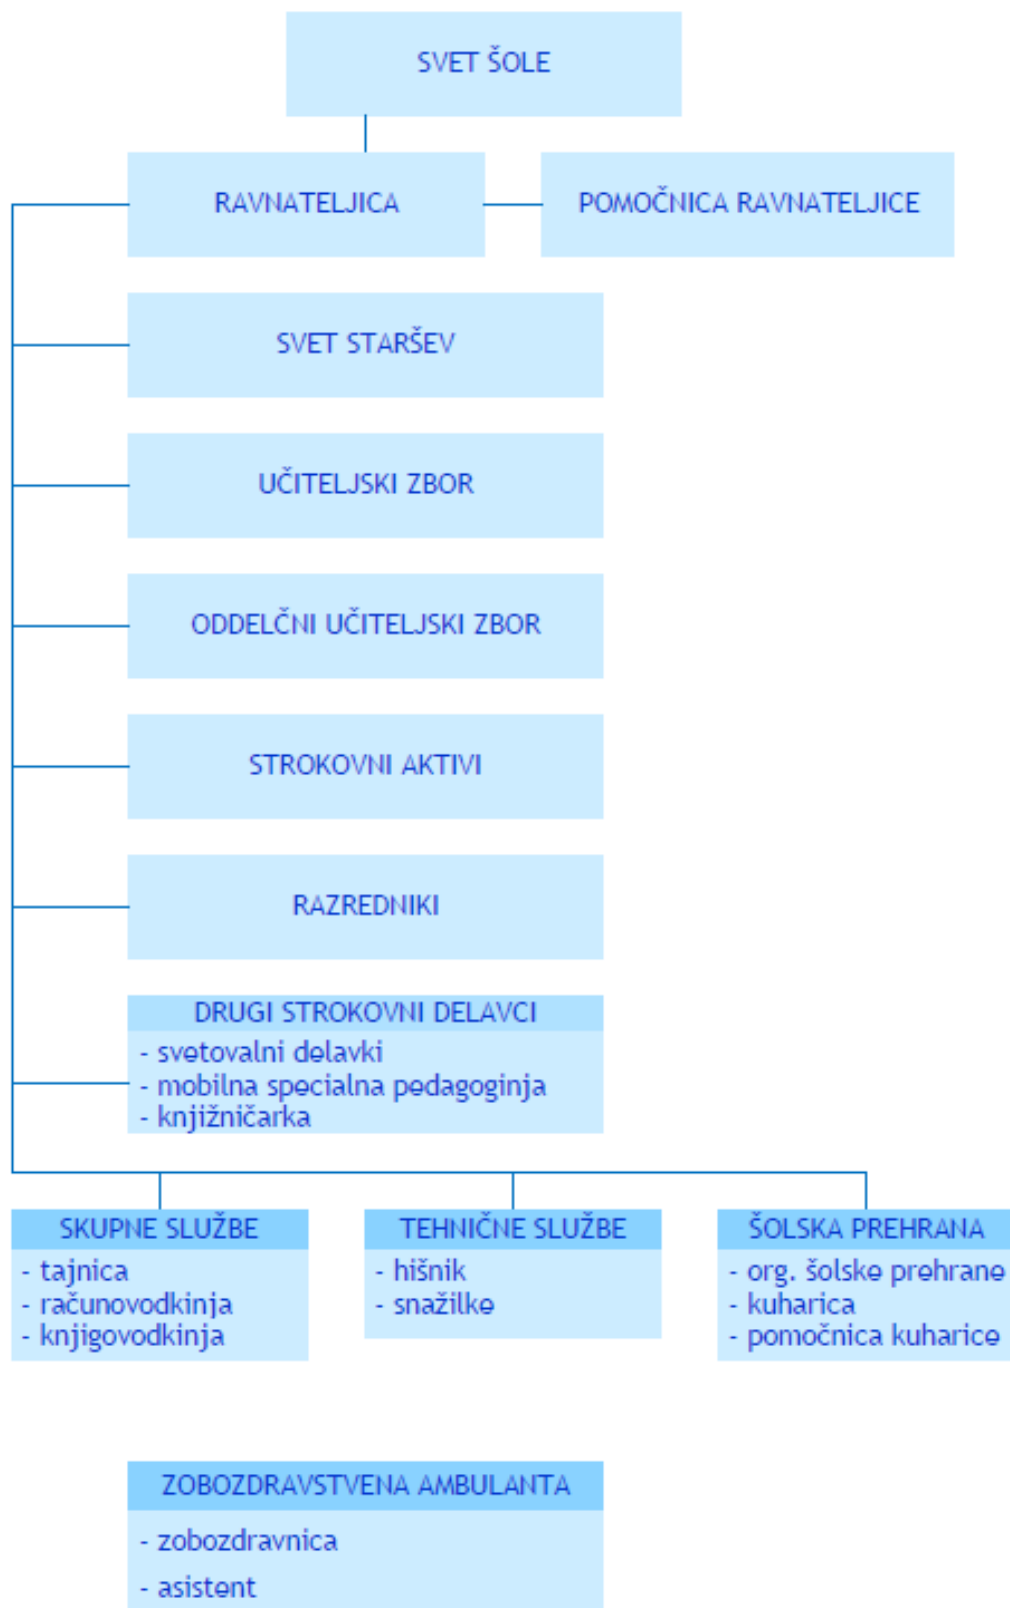 SVET ŠOLE
RAVNATELJICA
POMOČNICA RAVNATELJICE
SVET STARŠEV
UČITELJSKI ZBOR
ODDELČNI UČITELJSKI ZBOR
STROKOVNI AKTIVI
RAZREDNIKI
DRUGI STROKOVNI DELAVCI
- svetovalni delavki
- mobilna specialna pedagoginja
- knjižničarka
SKUPNE SLUŽBE
- tajnica
- računovodkinja
- knjigovodkinja
TEHNIČNE SLUŽBE
- hišnik
- snažilke
ŠOLSKA PREHRANA
- org. šolske prehrane
- kuharica
- pomočnica kuharice
ZOBOZDRAVSTVENA AMBULANTA
- zobozdravnica
- asistent